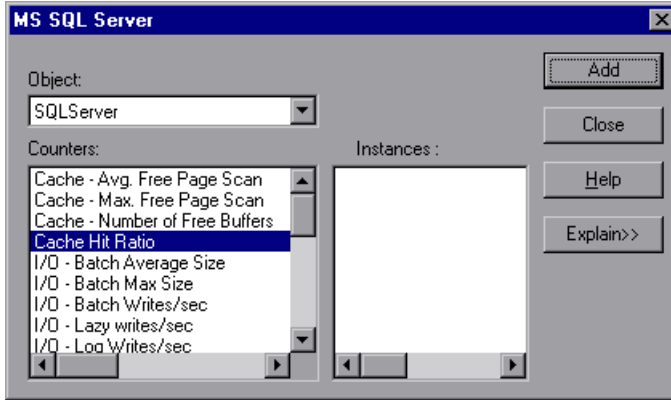 MS SQL Server
Object:
SQLServer
Counters:
Cache - Avg. Free Page Scan
Cache - Max. Free Page Scan
Cache - Number of Free Buffers
Cache Hit Ratio
I/O - Batch Average Size
I/O - Batch Max Size
I/O - Batch Writes/sec
I/O - Lazy writes/sec
I/O - Log Writes/sec
Instances :
Add
Close
Help
Explain>>